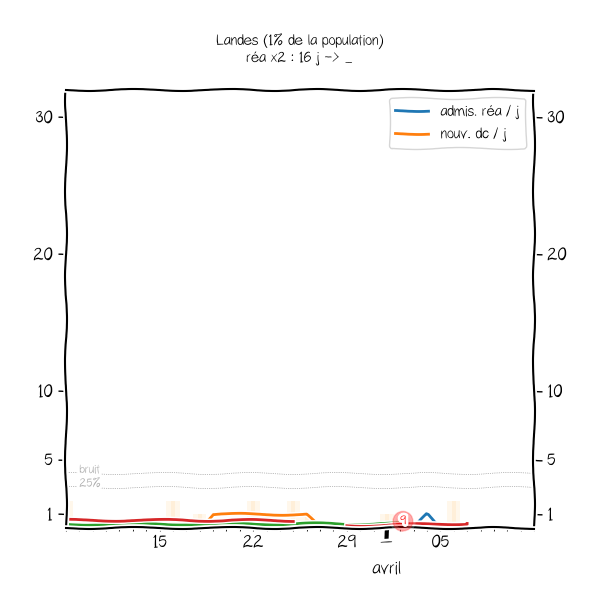 Landes (1% de la population)
réa x2 : 16 j -> _
admis. réa / j
nouv. dc / j
30
30
20
20
10
10
5
5
bruit
25%
1
1
9
15
22
29
05
avril